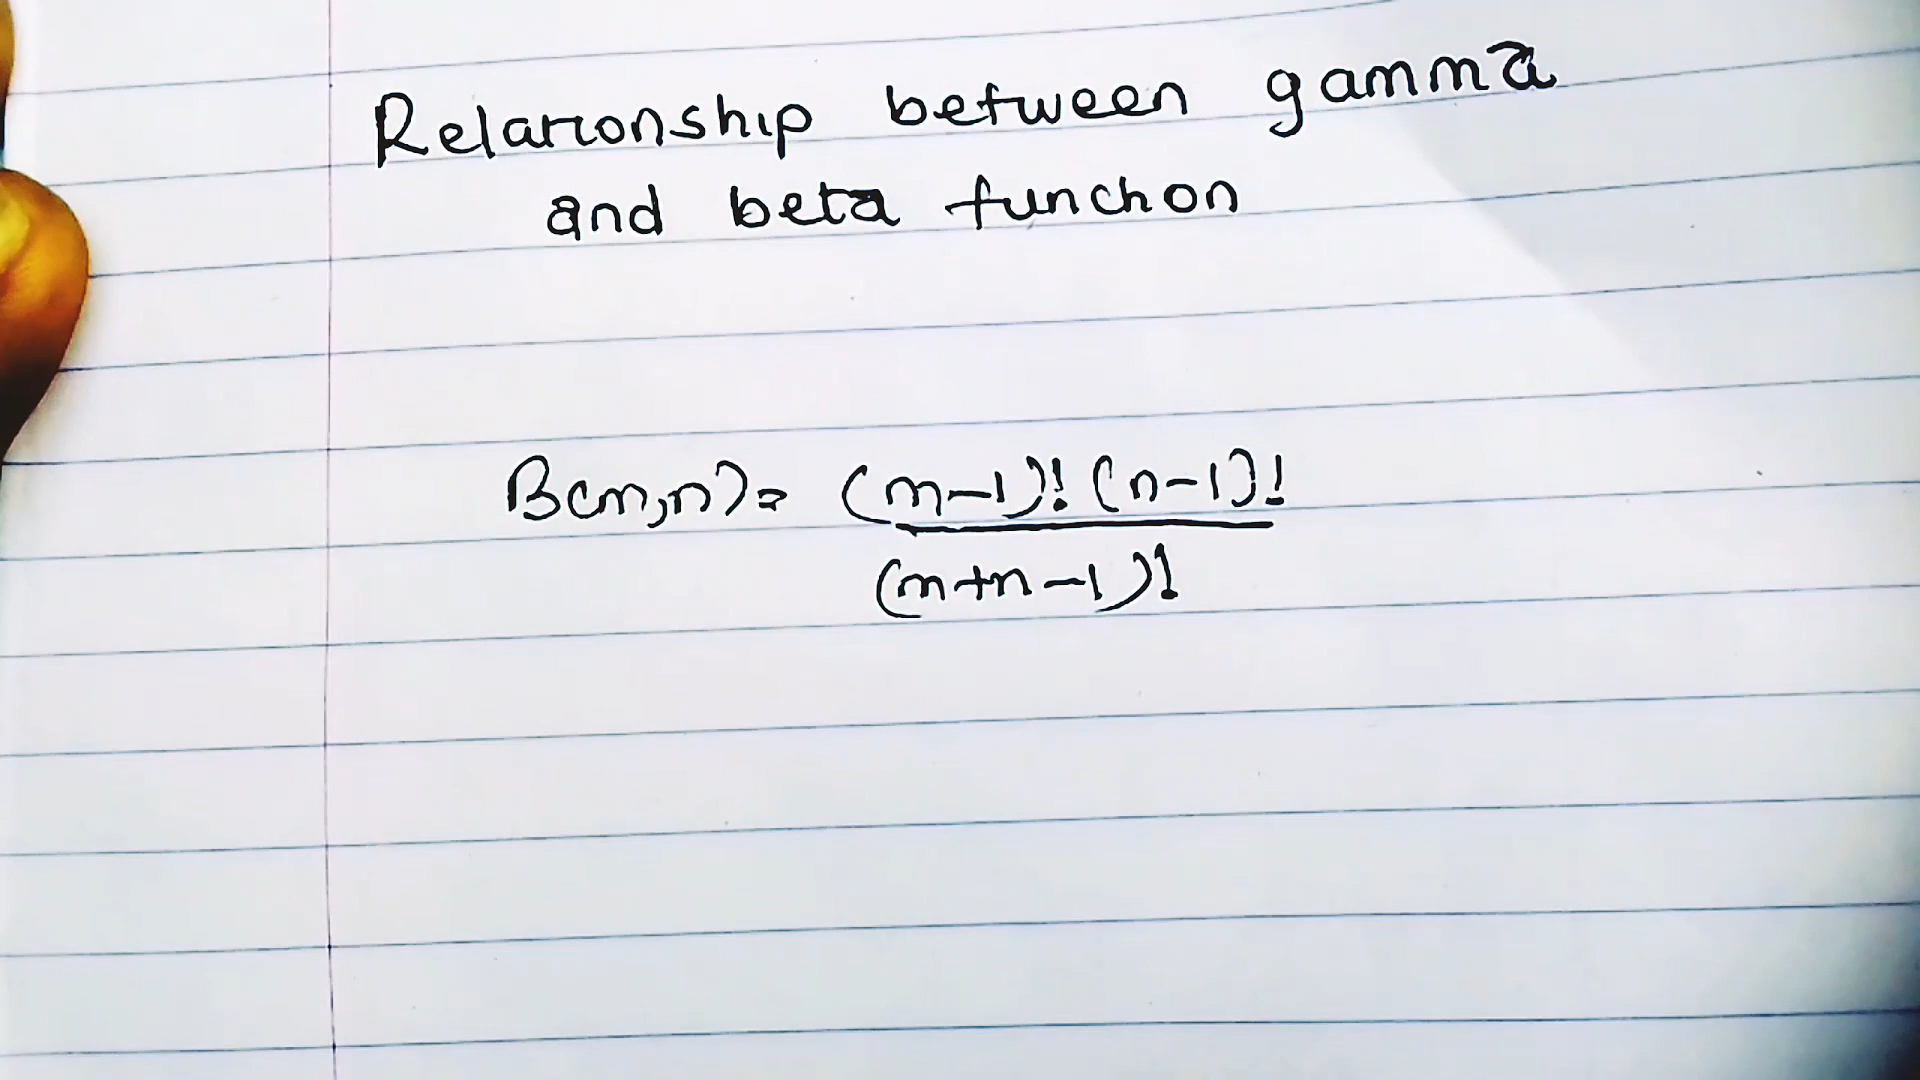 Relationship between gamma
and beta function
B(m,n) = (m-1)! (n-1)!
(m+n-1)!